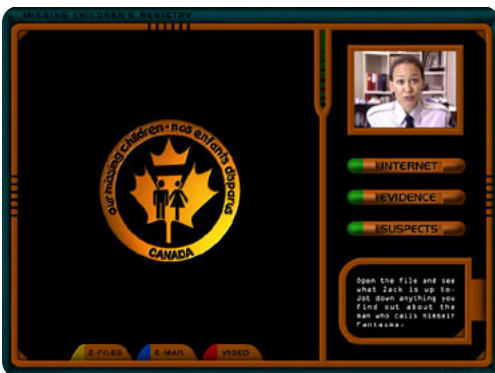 MISSING CHILDREN'S REGISTRY
our missing children • nos enfants disparus
CANADA
INTERNET
EVIDENCE
SUSPECTS
Open the file and see
what Zack is up to.
Jot down anything you
find out about the
man who calls himself
Fantasma.
Z-FILES
E-MAIL
VIDEO